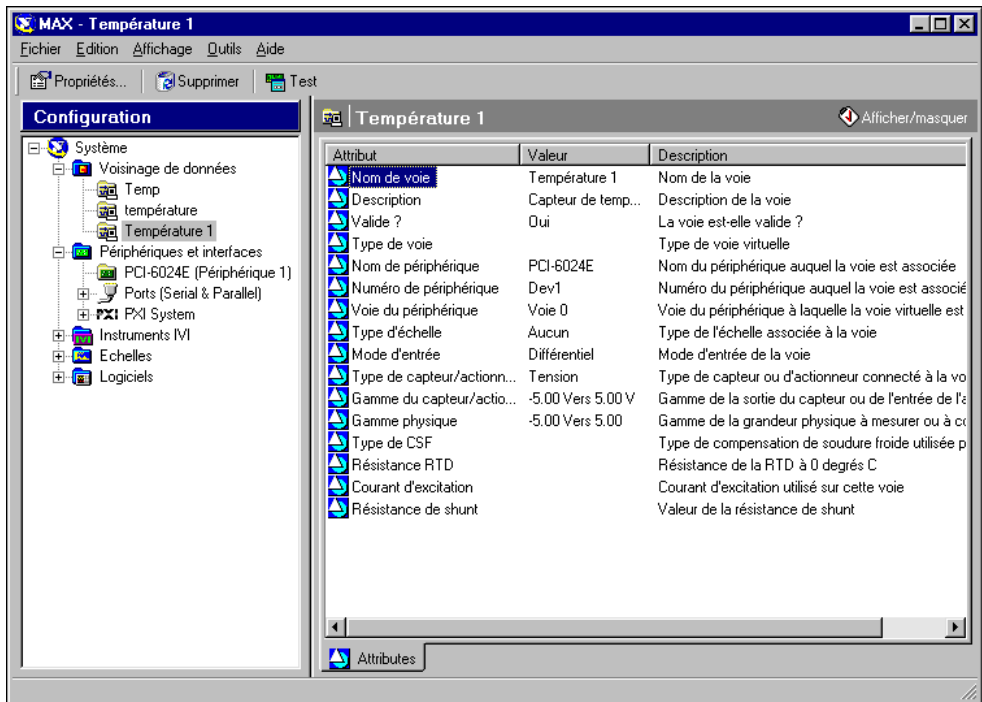 MAX - Température 1
Fichier Edition Affichage Outils Aide
Propriétés... Supprimer Test
Configuration
Système
Voisinage de données
Temp
température
Température 1
Périphériques et interfaces
PCI-6024E (Périphérique 1)
Ports (Serial & Parallel)
PXI PXI System
IVI Instruments IVI
Echelles
Logiciels
Température 1 Afficher/masquer
Attribut Valeur Description
Nom de voie Température 1 Nom de la voie
Description Capteur de temp... Description de la voie
Valide ? Oui La voie est-elle valide ?
Type de voie Type de voie virtuelle
Nom de périphérique PCI-6024E Nom du périphérique auquel la voie est associée
Numéro de périphérique Dev1 Numéro du périphérique auquel la voie est associé
Voie du périphérique Voie 0 Voie du périphérique à laquelle la voie virtuelle est
Type d'échelle Aucun Type de l'échelle associée à la voie
Mode d'entrée Différentiel Mode d'entrée de la voie
Type de capteur/actionn... Tension Type de capteur ou d'actionneur connecté à la vo
Gamme du capteur/actio... -5.00 Vers 5.00 V Gamme de la sortie du capteur ou de l'entrée de l'a
Gamme physique -5.00 Vers 5.00 Gamme de la grandeur physique à mesurer ou à co
Type de CSF Type de compensation de soudure froide utilisée p
Résistance RTD Résistance de la RTD à 0 degrés C
Courant d'excitation Courant d'excitation utilisé sur cette voie
Résistance de shunt Valeur de la résistance de shunt
Attributes